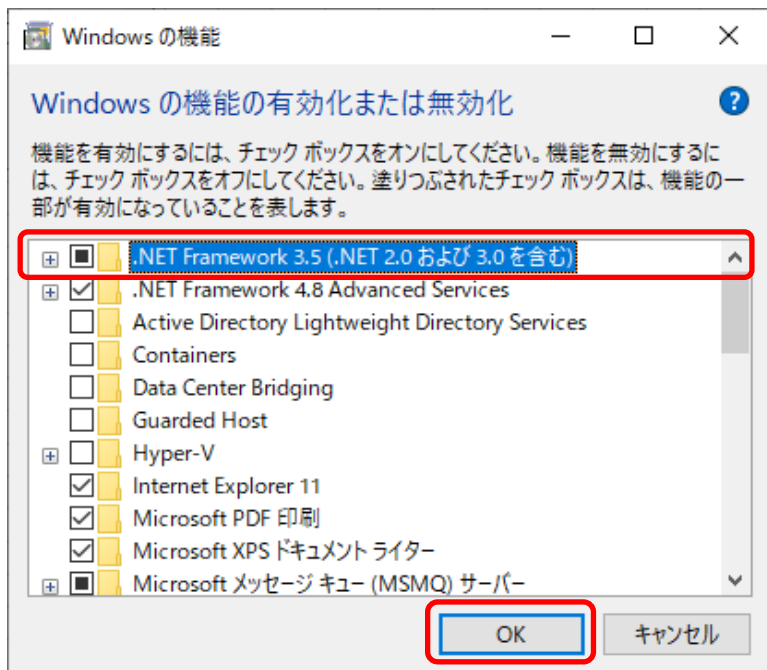 Windows の機能
Windows の機能の有効化または無効化
機能を有効にするには、チェック ボックスをオンにしてください。機能を無効にするに
は、チェック ボックスをオフにしてください。塗りつぶされたチェック ボックスは、機能の一
部が有効になっていることを表します。
.NET Framework 3.5 (.NET 2.0 および 3.0 を含む)
.NET Framework 4.8 Advanced Services
Active Directory Lightweight Directory Services
Containers
Data Center Bridging
Guarded Host
Hyper-V
Internet Explorer 11
Microsoft PDF 印刷
Microsoft XPS ドキュメント ライター
Microsoft メッセージ キュー (MSMQ) サーバー
OK キャンセル